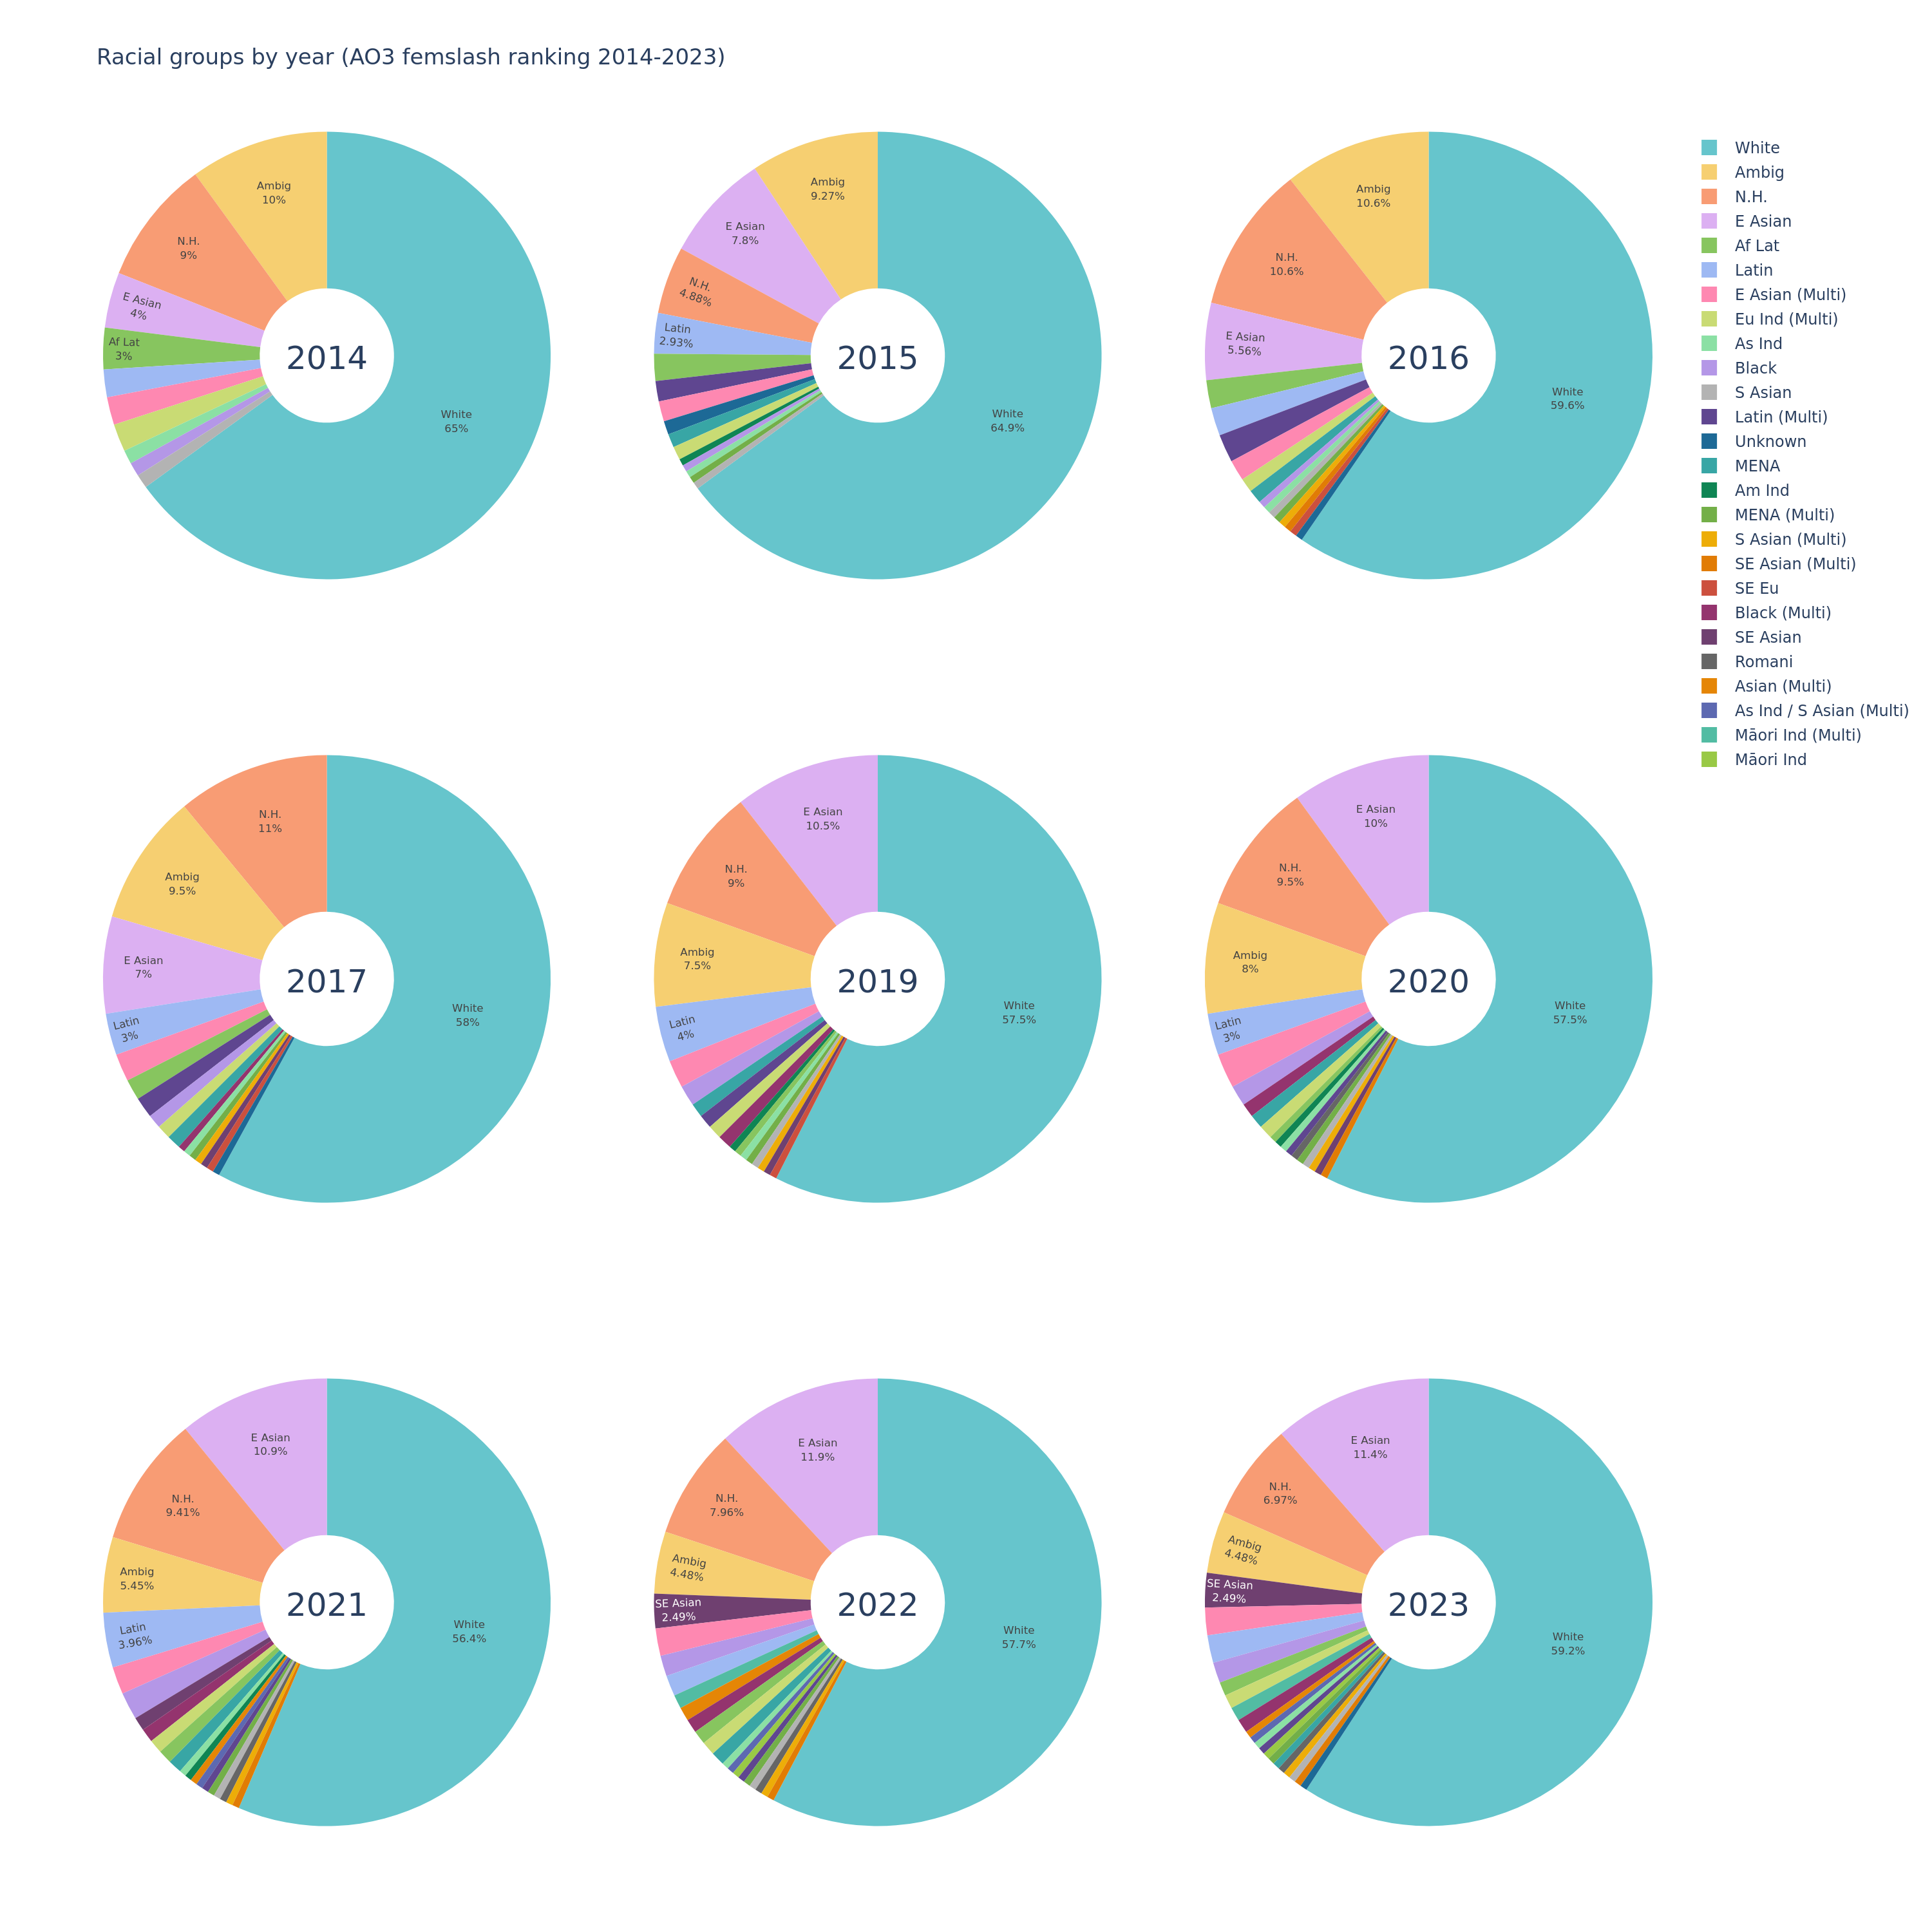 Racial groups by year (AO3 femslash ranking 2014-2023)
Ambig
10%
N.H.
9%
E Asian
4%
Af Lat
3%
White
65%
2014
Ambig
9.27%
E Asian
7.8%
N.H.
4.88%
Latin
2.93%
White
64.9%
2015
Ambig
10.6%
N.H.
10.6%
E Asian
5.56%
White
59.6%
2016
White
Ambig
N.H.
E Asian
Af Lat
Latin
E Asian (Multi)
Eu Ind (Multi)
As Ind
Black
S Asian
Latin (Multi)
Unknown
MENA
Am Ind
MENA (Multi)
S Asian (Multi)
SE Asian (Multi)
SE Eu
Black (Multi)
SE Asian
Romani
Asian (Multi)
As Ind / S Asian (Multi)
Māori Ind (Multi)
Māori Ind
N.H.
11%
Ambig
9.5%
E Asian
7%
Latin
3%
White
58%
2017
E Asian
10.5%
N.H.
9%
Ambig
7.5%
Latin
4%
White
57.5%
2019
E Asian
10%
N.H.
9.5%
Ambig
8%
Latin
3%
White
57.5%
2020
E Asian
10.9%
N.H.
9.41%
Ambig
5.45%
Latin
3.96%
White
56.4%
2021
E Asian
11.9%
N.H.
7.96%
Ambig
4.48%
SE Asian
2.49%
White
57.7%
2022
E Asian
11.4%
N.H.
6.97%
Ambig
4.48%
SE Asian
2.49%
White
59.2%
2023